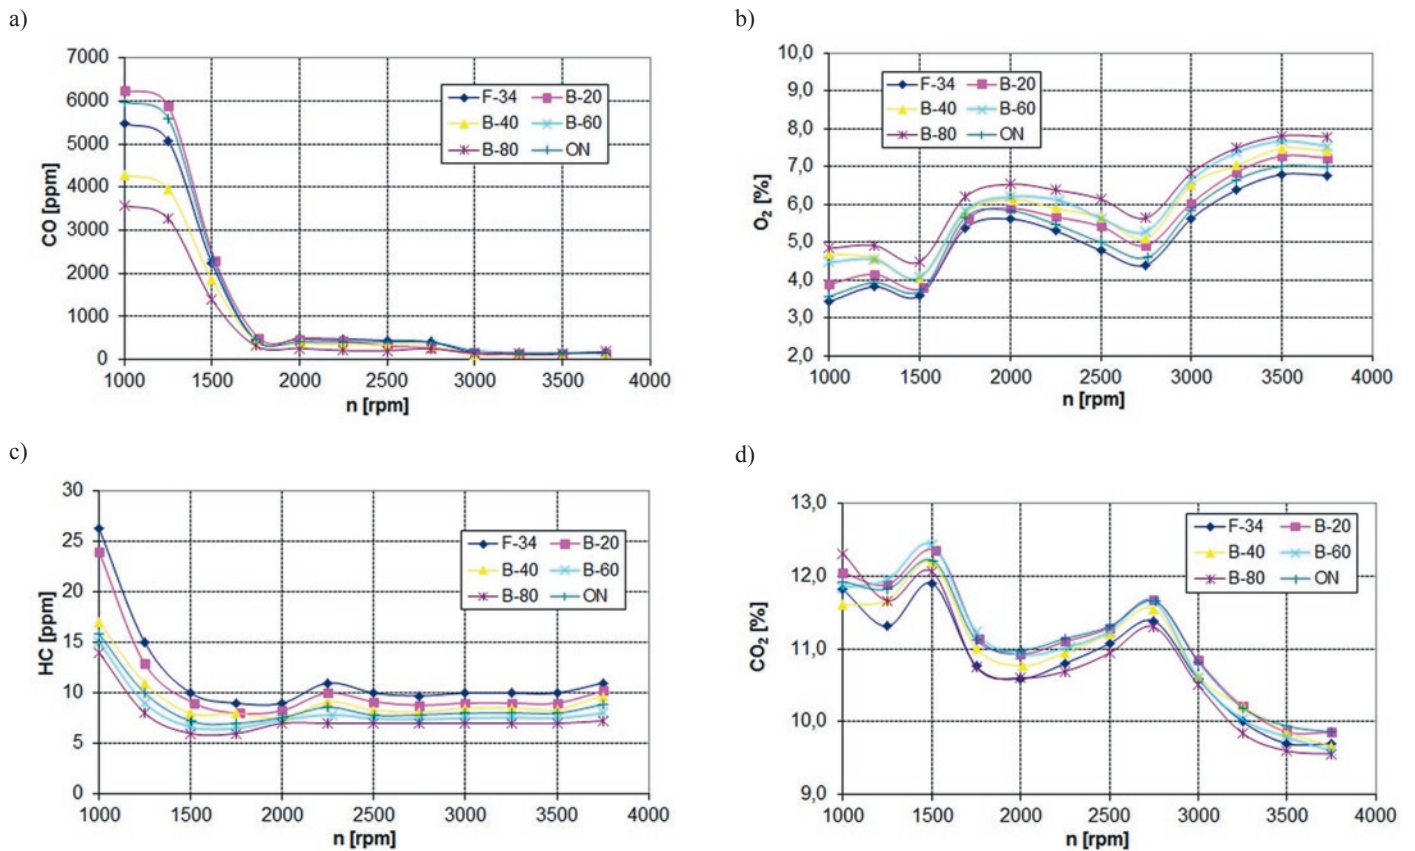 a)
7000
6000
5000
4000
3000
2000
1000
0
CO [ppm]
F-34 B-20
B-40 B-60
B-80 ON
1000 1500 2000 2500 3000 3500 4000
n [rpm]
b)
10,0
9,0
8,0
7,0
6,0
5,0
4,0
3,0
2,0
O2 [%]
F-34 B-20
B-40 B-60
B-80 ON
1000 1500 2000 2500 3000 3500 4000
n [rpm]
c)
30
25
20
15
10
5
0
HC [ppm]
F-34 B-20
B-40 B-60
B-80 ON
1000 1500 2000 2500 3000 3500 4000
n [rpm]
d)
13,0
12,0
11,0
10,0
9,0
CO2 [%]
F-34 B-20
B-40 B-60
B-80 ON
1000 1500 2000 2500 3000 3500 4000
n [rpm]